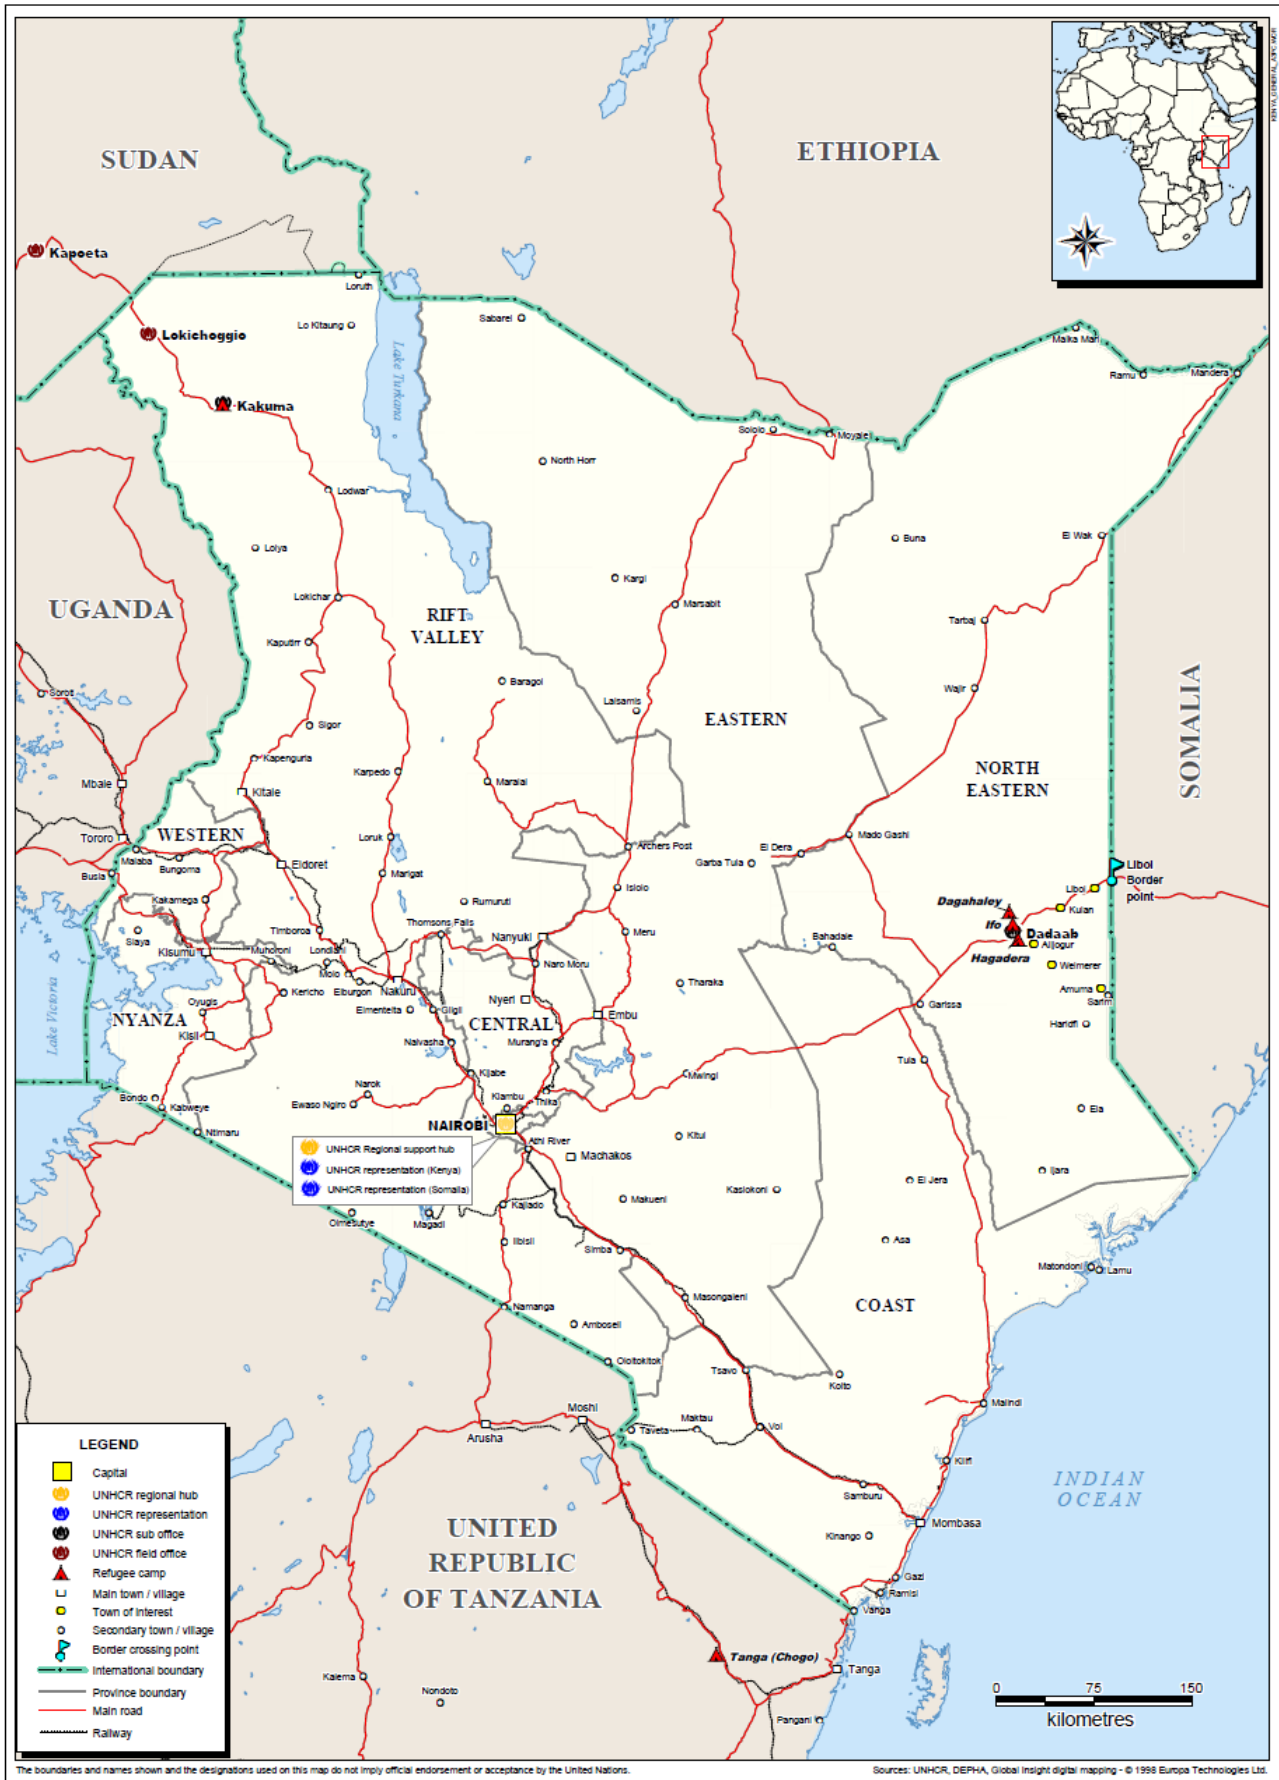 KENYA_GENERAL_A3PC.WOR
SUDAN
ETHIOPIA
Kapoeta
Loruth
Lokichoggio
Lo Kitaung
Sabarei
Malka Mari
Ramu
Mandera
Lake Turkana
Kakuma
Sololo
Moyale
North Horr
Lodwar
Buna
El Wak
Loiya
Kargi
Marsabit
Lokichar
UGANDA
RIFT
VALLEY
Tarbaj
Kaputirr
Soroti
Baragoi
Wajir
Laisamis
EASTERN
SOMALIA
Sigor
Kapenguria
Karpedo
Maralal
NORTH
EASTERN
Mbale
Kitale
Tororo
WESTERN
Loruk
Mado Gashi
Malaba
Bungoma
Eldoret
Archers Post
El Dera
Garba Tula
Busia
Marigat
Isiolo
Liboi
Border
point
Liboi
Kakamega
Rumuruti
Dagahaley
Kulan
Siaya
Timboroa
Thomsons Falls
Nanyuki
Meru
Ifo
Dadaab
Kisumu
Muhoroni
Londiani
Bahadale
Alijogur
Hagadera
Molo
Naro Moru
Welmerer
Kericho
Elburgon
Nakuru
Tharaka
Amuma
Sarim
Oyugis
Nyeri
Garissa
NYANZA
Elmenteita
Gilgil
CENTRAL
Embu
Haridfi
Kisii
Naivasha
Murang'a
Lake Victoria
Tula
Kijabe
Mwingi
Narok
Bondo
Kabweye
Ewaso Ngiro
Kiambu
Thika
Ela
NAIROBI
Ntimaru
Athi River
Kitui
UNHCR Regional support hub
UNHCR representation (Kenya)
UNHCR representation (Somalia)
Machakos
Ijara
El Jera
Kasiokoni
Makueni
Kajiado
Olmesutye
Magadi
Ilbisil
Simba
Asa
Matondoni
Lamu
Masongaleni
COAST
Namanga
Amboseli
Oloitokitok
Tsavo
Koito
Malindi
Moshi
Arusha
Taveta
Maktau
Voi
Kilifi
INDIAN
OCEAN
Samburu
Mombasa
Kinango
UNITED
REPUBLIC
OF TANZANIA
Gazi
Ramisi
Vanga
Tanga (Chogo)
Tanga
Kalema
Nondoto
Pangani
LEGEND
Capital
UNHCR regional hub
UNHCR representation
UNHCR sub office
UNHCR field office
Refugee camp
Main town / village
Town of interest
Secondary town / village
Border crossing point
International boundary
Province boundary
Main road
Railway
0 75 150
kilometres
The boundaries and names shown and the designations used on this map do not imply official endorsement or acceptance by the United Nations.
Sources: UNHCR, DEPHA, Global Insight digital mapping - © 1998 Europa Technologies Ltd.